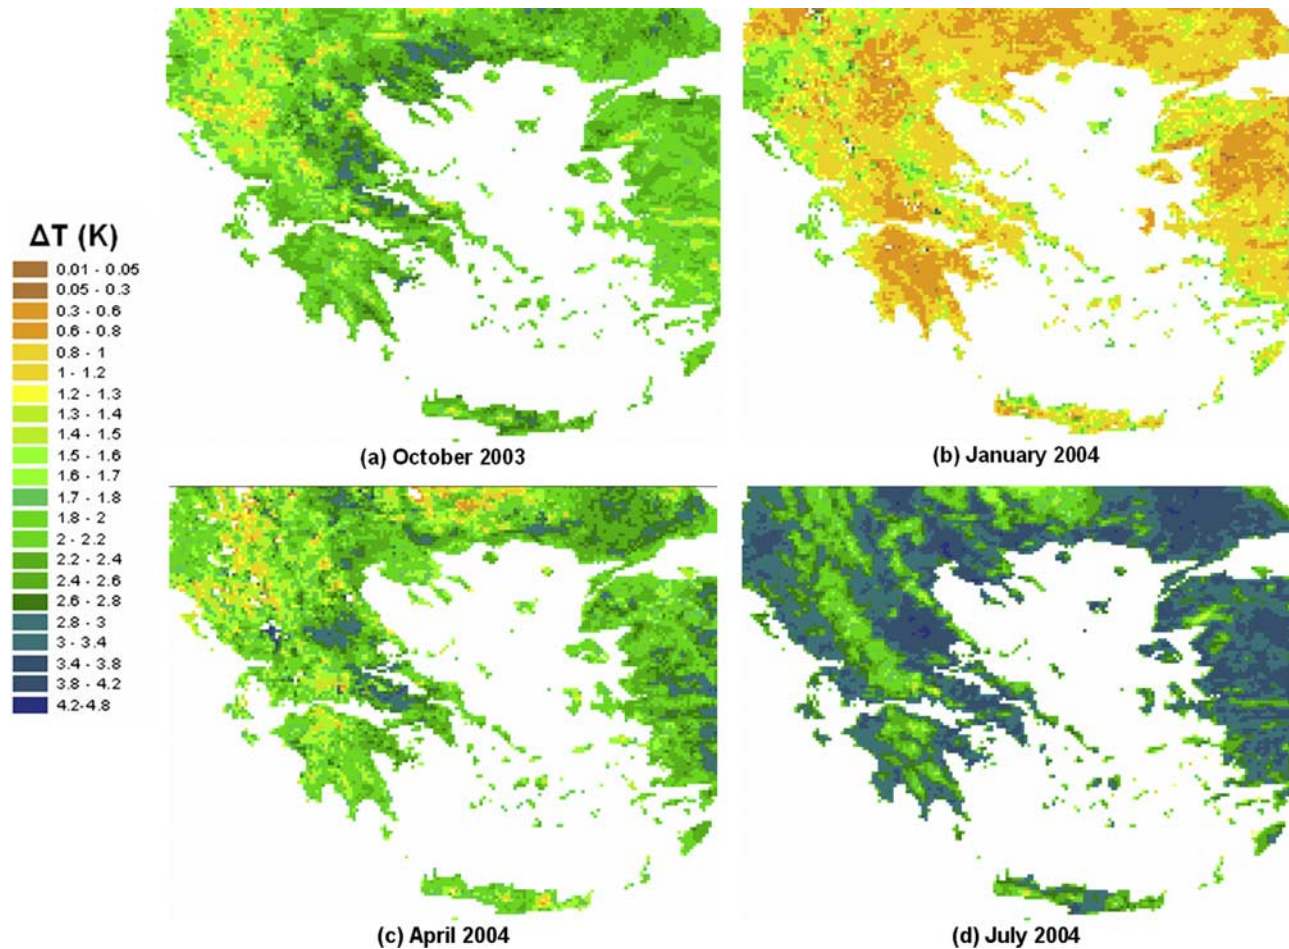 ΔT (K)
0.01 - 0.05
0.05 - 0.3
0.3 - 0.6
0.6 - 0.8
0.8 - 1
1 - 1.2
1.2 - 1.3
1.3 - 1.4
1.4 - 1.5
1.5 - 1.6
1.6 - 1.7
1.7 - 1.8
1.8 - 2
2 - 2.2
2.2 - 2.4
2.4 - 2.6
2.6 - 2.8
2.8 - 3
3 - 3.4
3.4 - 3.8
3.8 - 4.2
4.2-4.8
(a) October 2003
(b) January 2004
(c) April 2004
(d) July 2004